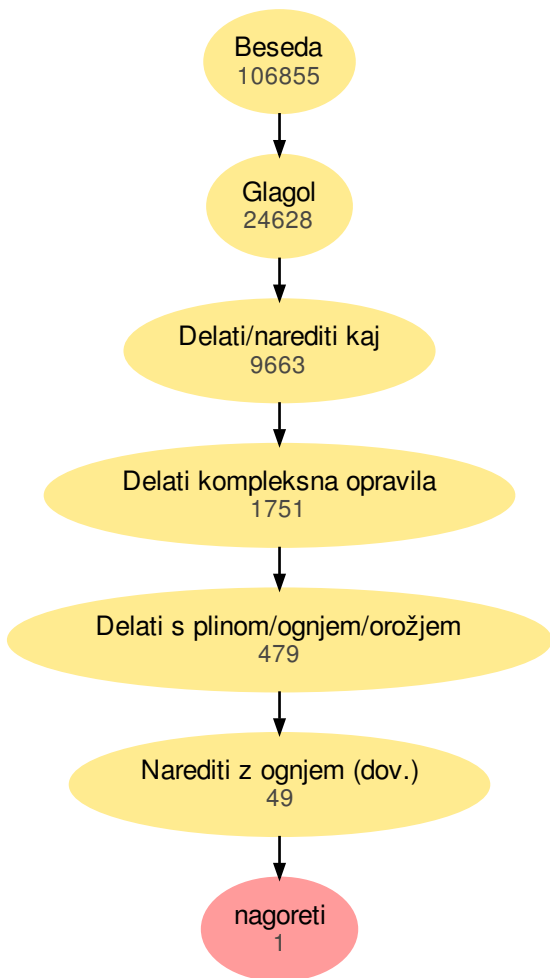 Beseda
106855
Glagol
24628
Delati/narediti kaj
9663
Delati kompleksna opravila
1751
Delati s plinom/ognjem/orožjem
479
Narediti z ognjem (dov.)
49
nagoreti
1